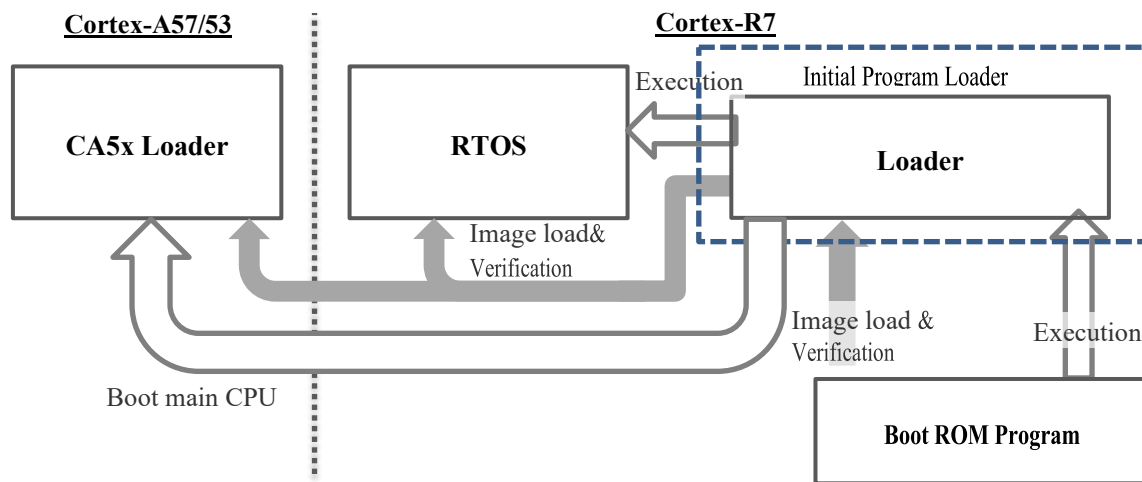 Cortex-A57/53
Cortex-R7
Initial Program Loader
Execution
CA5x Loader
RTOS
Loader
Image load&
Verification
Image load &
Verification
Execution
Boot main CPU
Boot ROM Program